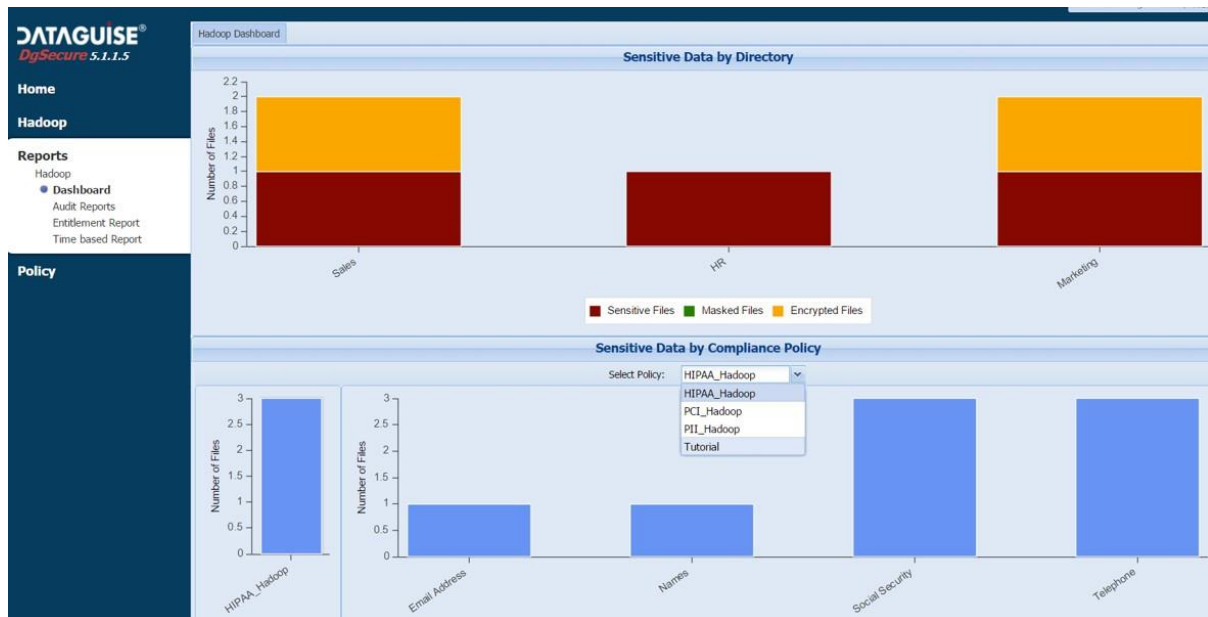 DATAGUISE®
DgSecure 5.1.1.5
Home
Hadoop
Reports
Hadoop
Dashboard
Audit Reports
Entitlement Report
Time based Report
Policy
Hadoop Dashboard
Sensitive Data by Directory
Number of Files
2.2
2
1.8
1.6
1.4
1.2
1
0.8
0.6
0.4
0.2
0
Sales
HR
Marketing
Sensitive Files
Masked Files
Encrypted Files
Sensitive Data by Compliance Policy
Select Policy: HIPAA_Hadoop
HIPAA_Hadoop
PCI_Hadoop
PII_Hadoop
Tutorial
Number of Files
3
2.5
2
1.5
1
0.5
0
HIPAA_Hadoop
Number of Files
3
2.5
2
1.5
1
0.5
0
Email Address
Names
Social Security
Telephone